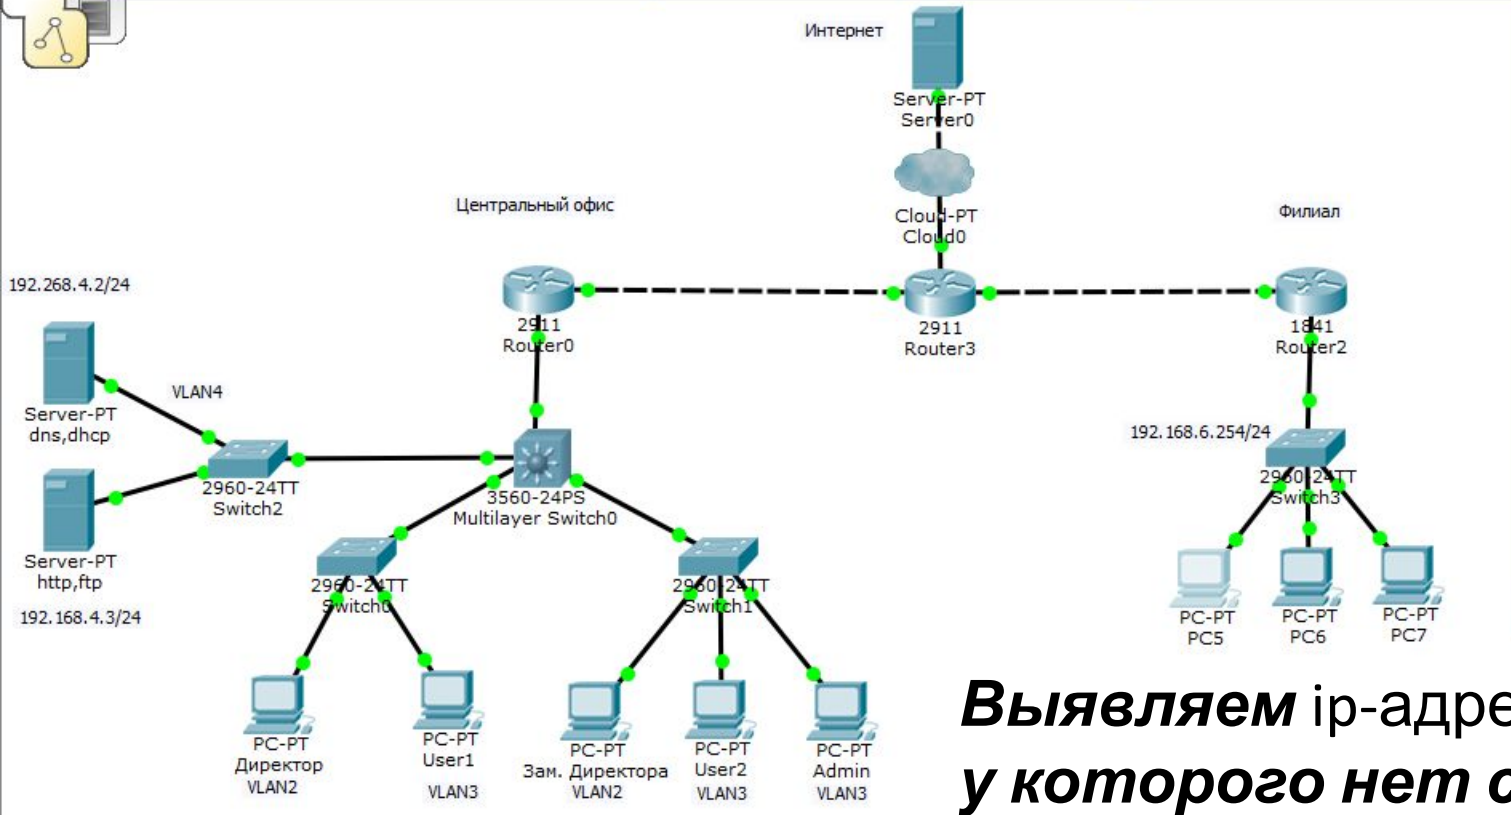 Интернет
Server-PT
Server0
Cloud-PT
Cloud0
Центральный офис
Филиал
192.268.4.2/24
2911
Router0
2911
Router3
1841
Router2
Server-PT
dns,dhcp
VLAN4
192.168.6.254/24
2960-24TT
Switch2
3560-24PS
Multilayer Switch0
2960-24TT
Switch3
Server-PT
http,ftp
192.168.4.3/24
2960-24TT
Switch0
2960-24TT
Switch1
PC-PT
PC5
PC-PT
PC6
PC-PT
PC7
PC-PT
Директор
VLAN2
PC-PT
User1
VLAN3
PC-PT
Зам. Директора
VLAN2
PC-PT
User2
VLAN3
PC-PT
Admin
VLAN3
Выявляем ip-адре
у которого нет с